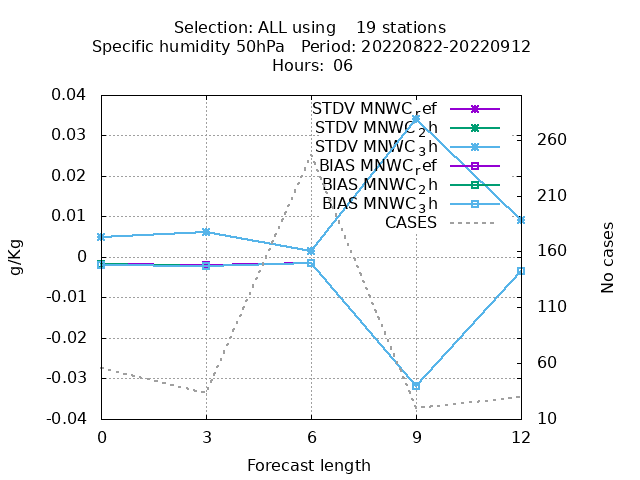 Selection: ALL using    19 stations
Specific humidity 50hPa   Period: 20220822-20220912
Hours:  06
0.04
0.03
0.02
0.01
0
-0.01
-0.02
-0.03
-0.04
g/Kg
STDV MNWC_ref
STDV MNWC_2h
STDV MNWC_3h
BIAS MNWC_ref
BIAS MNWC_2h
BIAS MNWC_3h
CASES
260
210
160
110
60
10
No cases
0 3 6 9 12
Forecast length